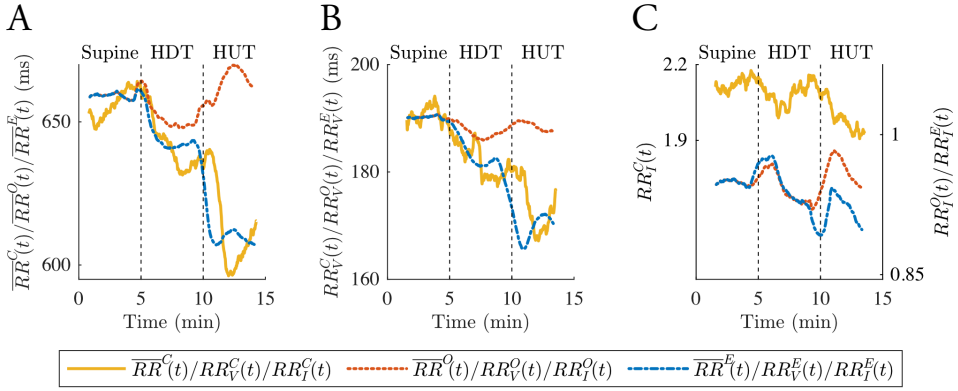 A
B
C
Supine HDT HUT
Supine HDT HUT
Supine HDT HUT
650
600
0 5 10 15
Time (min)
$\overline{RR}^C(t)/\overline{RR}^O(t)/\overline{RR}^E(t)$ (ms)
200
180
160
0 5 10 15
Time (min)
$RR_V^C(t)/RR_V^O(t)/RR_V^E(t)$ (ms)
2.2
1.9
1
0.85
0 5 10 15
Time (min)
$RR_I^C(t)$
$RR_I^O(t)/RR_I^E(t)$
$\overline{RR}^C(t)/RR_V^C(t)/RR_I^C(t)$ $\overline{RR}^O(t)/RR_V^O(t)/RR_I^O(t)$ $\overline{RR}^E(t)/RR_V^E(t)/RR_I^E(t)$